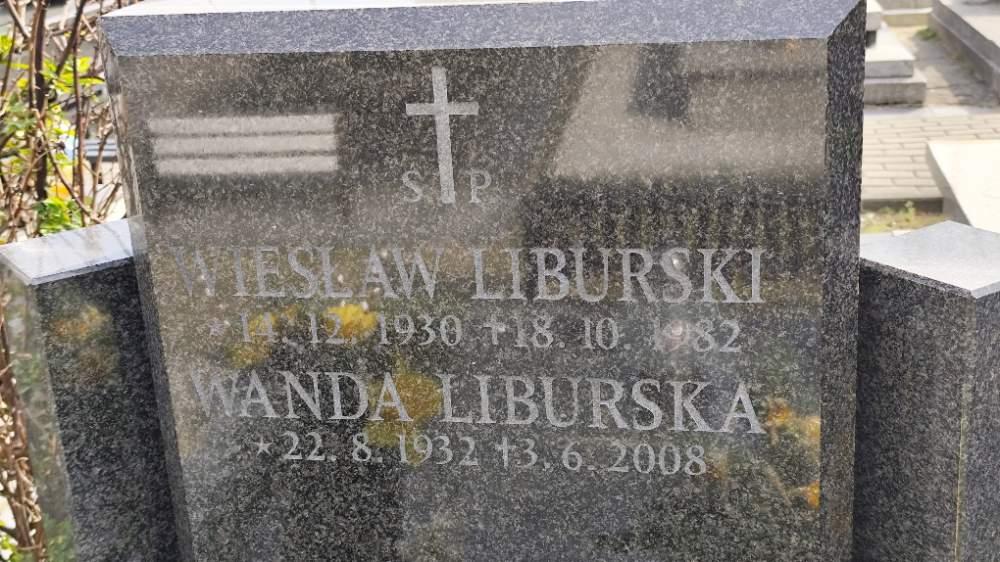 S P
WIESŁAW LIBURSKI
* 14. 12. 1930 † 18. 10. 1982
WANDA LIBURSKA
* 22. 8. 1932 † 3. 6. 2008